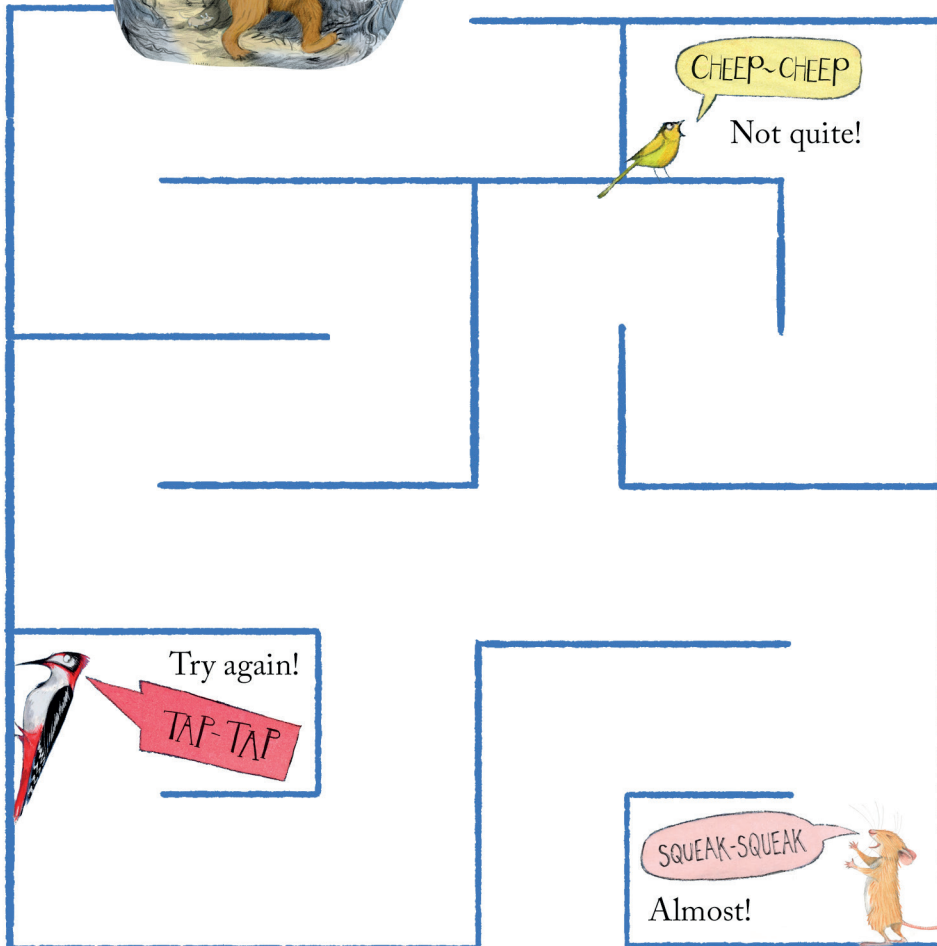 CHEEP~CHEEP
Not quite!
Try again!
TAP-TAP
SQUEAK-SQUEAK
Almost!